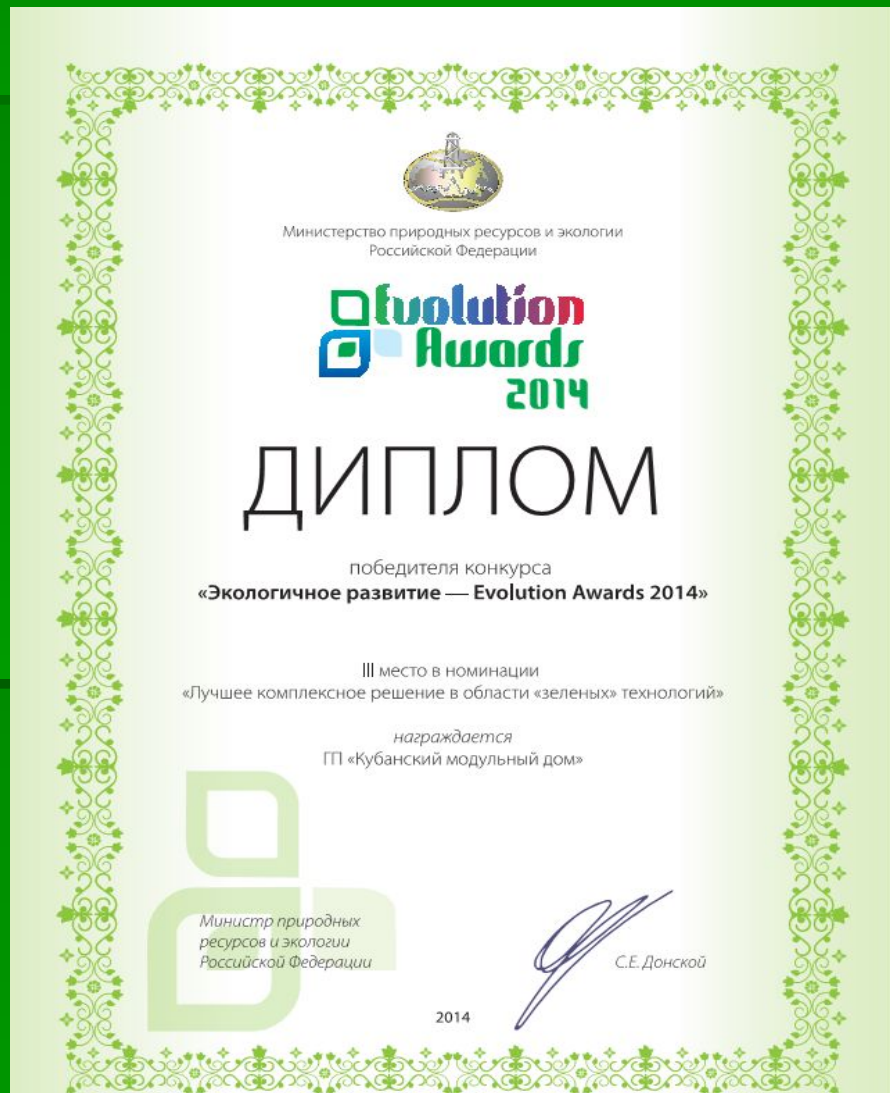 Министерство природных ресурсов и экологии
Российской Федерации
Evolution
Awards
2014
ДИПЛОМ
победителя конкурса
«Экологичное развитие — Evolution Awards 2014»
III место в номинации
«Лучшее комплексное решение в области «зеленых» технологий»
награждается
ГП «Кубанский модульный дом»
Министр природных
ресурсов и экологии
Российской Федерации
С.Е. Донской
2014